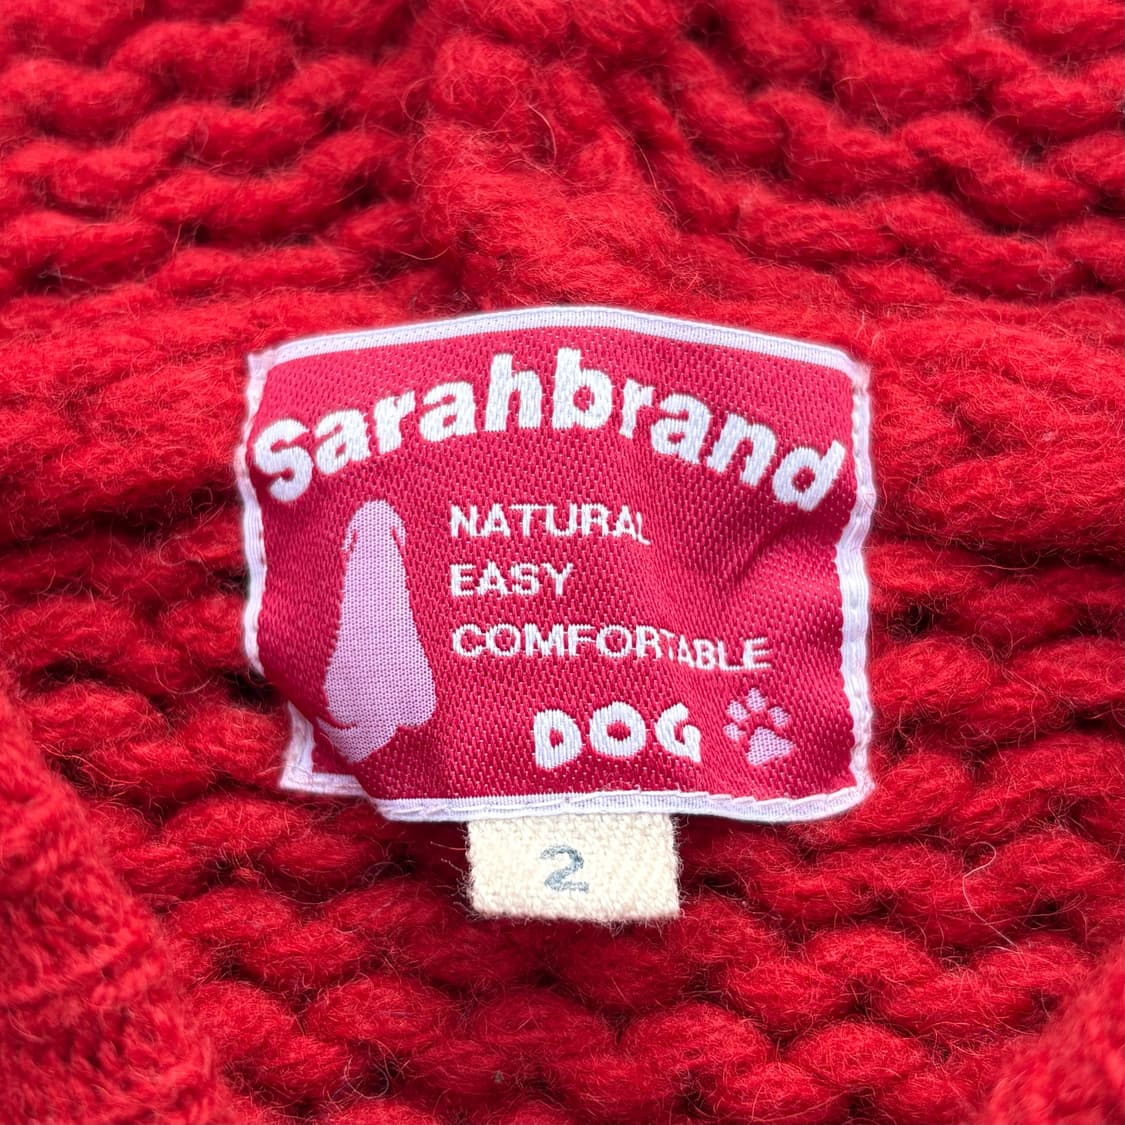 Sarahbrand
NATURAL
EASY
COMFORTABLE
DOG
2